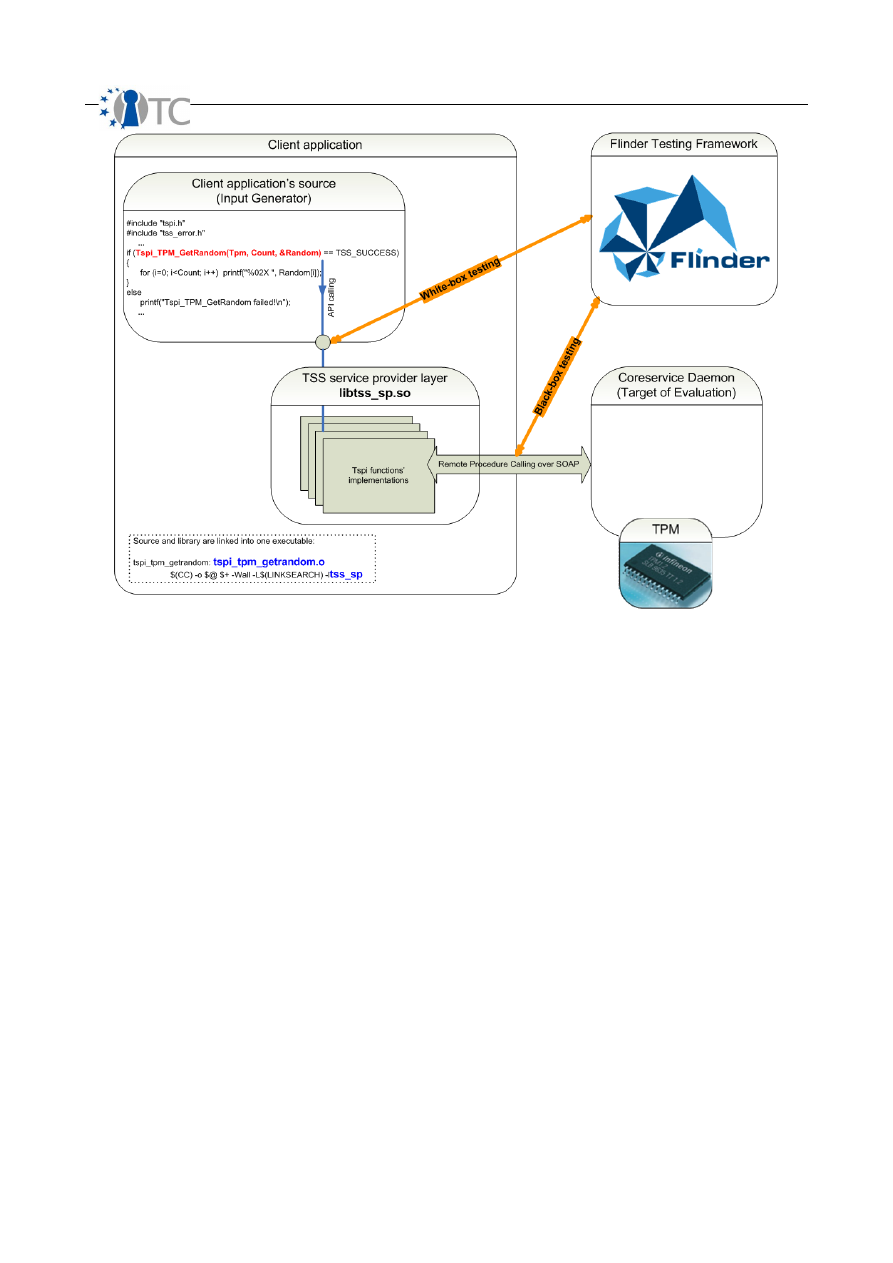 TC
Client application
Client application's source
(Input Generator)
#include "tspi.h"
#include "tss_error.h"
...
if (Tspi_TPM_GetRandom(Tpm, Count, &Random) == TSS_SUCCESS)
{
for (i=0; i<Count; i++) printf("%02X ", Random[i]);
}
else
printf("Tspi_TPM_GetRandom failed!\n");
...
API calling
White-box testing
Flinder Testing Framework
Flinder
Black-box testing
TSS service provider layer
libtss_sp.so
Tspi functions'
implementations
Remote Procedure Calling over SOAP
Coreservice Daemon
(Target of Evaluation)
TPM
Infineon
Source and library are linked into one executable:
tspi_tpm_getrandom: tspi_tpm_getrandom.o
$(CC) -o $@ $+ -Wall -L$(LINKSEARCH) -ltss_sp